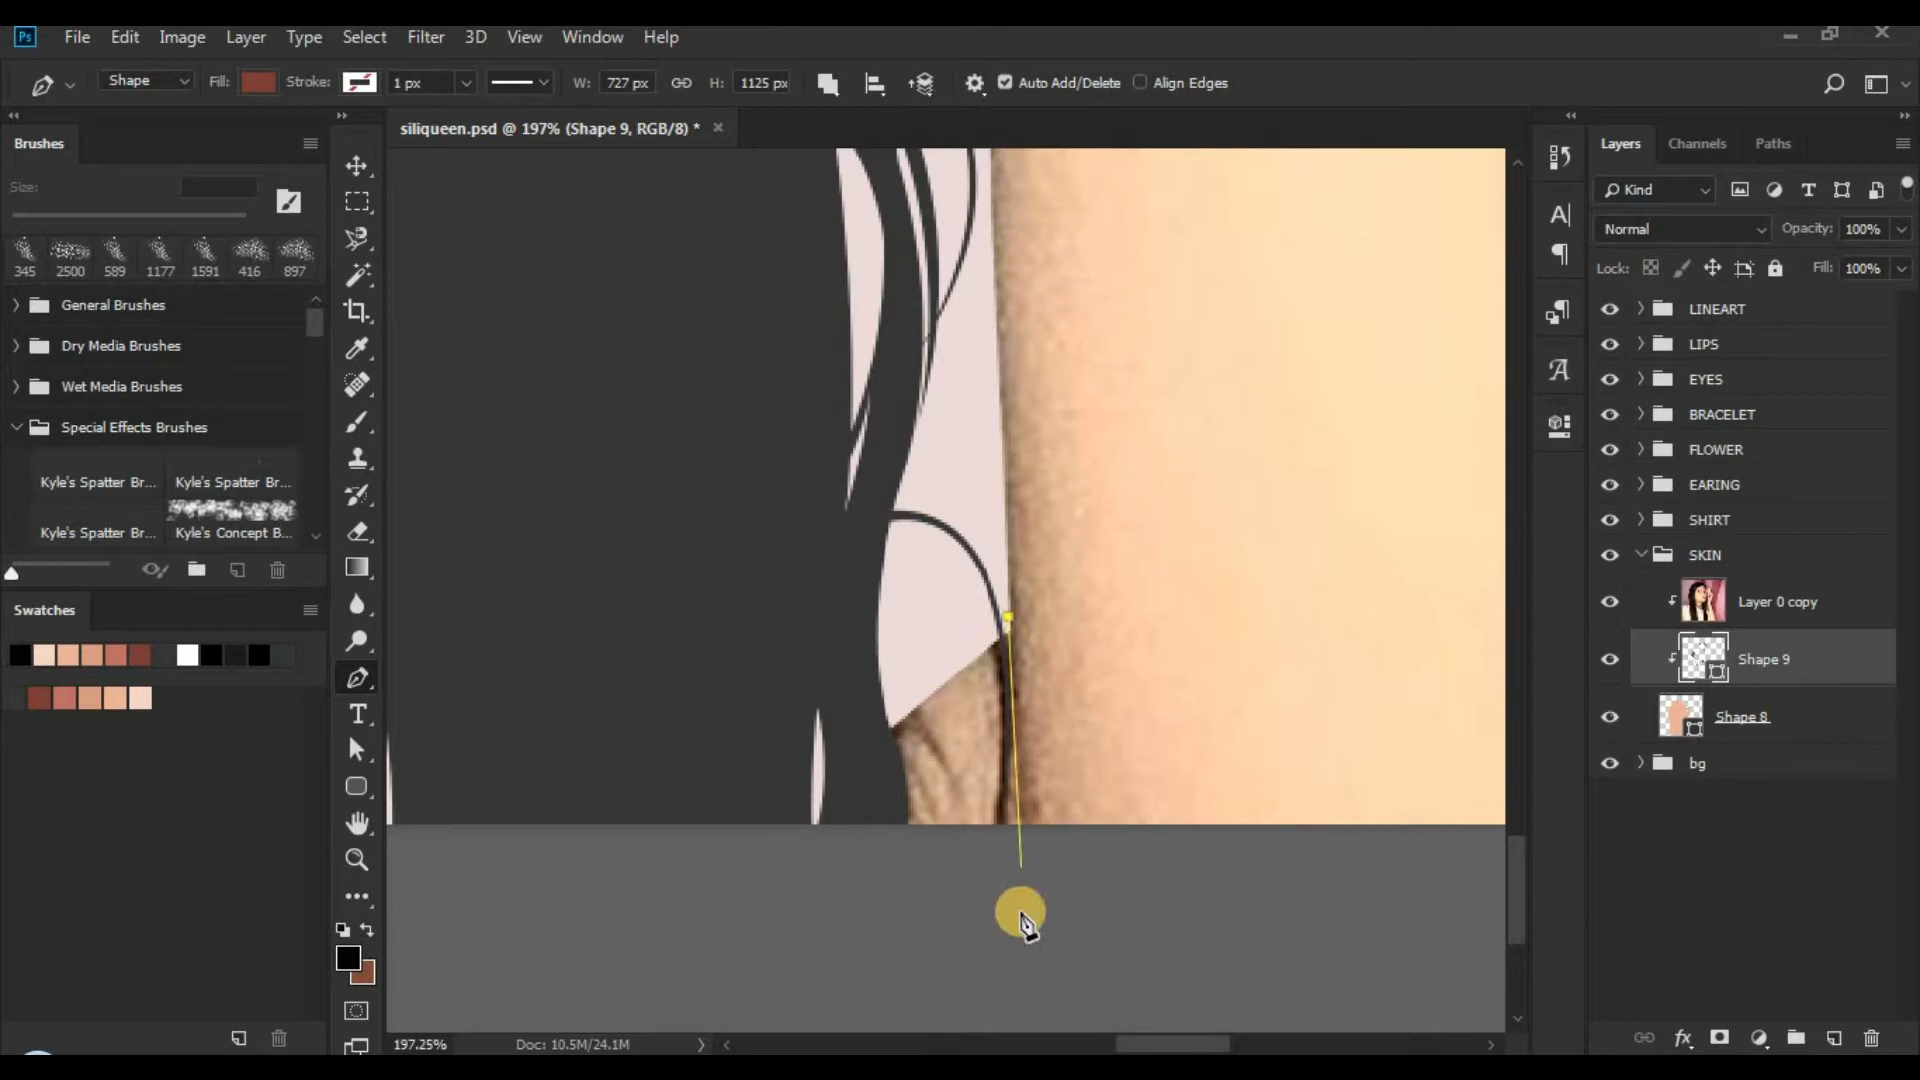 Ps File Edit Image Layer Type Select Filter 3D View Window Help
Shape Fill: Stroke: 1 px W: 727 px H: 1125 px Auto Add/Delete Align Edges
Brushes
siliqueen.psd @ 197% (Shape 9, RGB/8) *
Layers Channels Paths
Size:
Kind
Normal Opacity: 100%
345 2500 589 1177 1591 416 897
Lock: Fill: 100%
General Brushes
LINEART
Dry Media Brushes
LIPS
Wet Media Brushes
EYES
Special Effects Brushes
BRACELET
FLOWER
Kyle's Spatter Br... Kyle's Spatter Br...
EARING
Kyle's Spatter Br... Kyle's Concept B...
SHIRT
SKIN
Layer 0 copy
Swatches
Shape 9
Shape 8
bg
197.25% Doc: 10.5M/24.1M